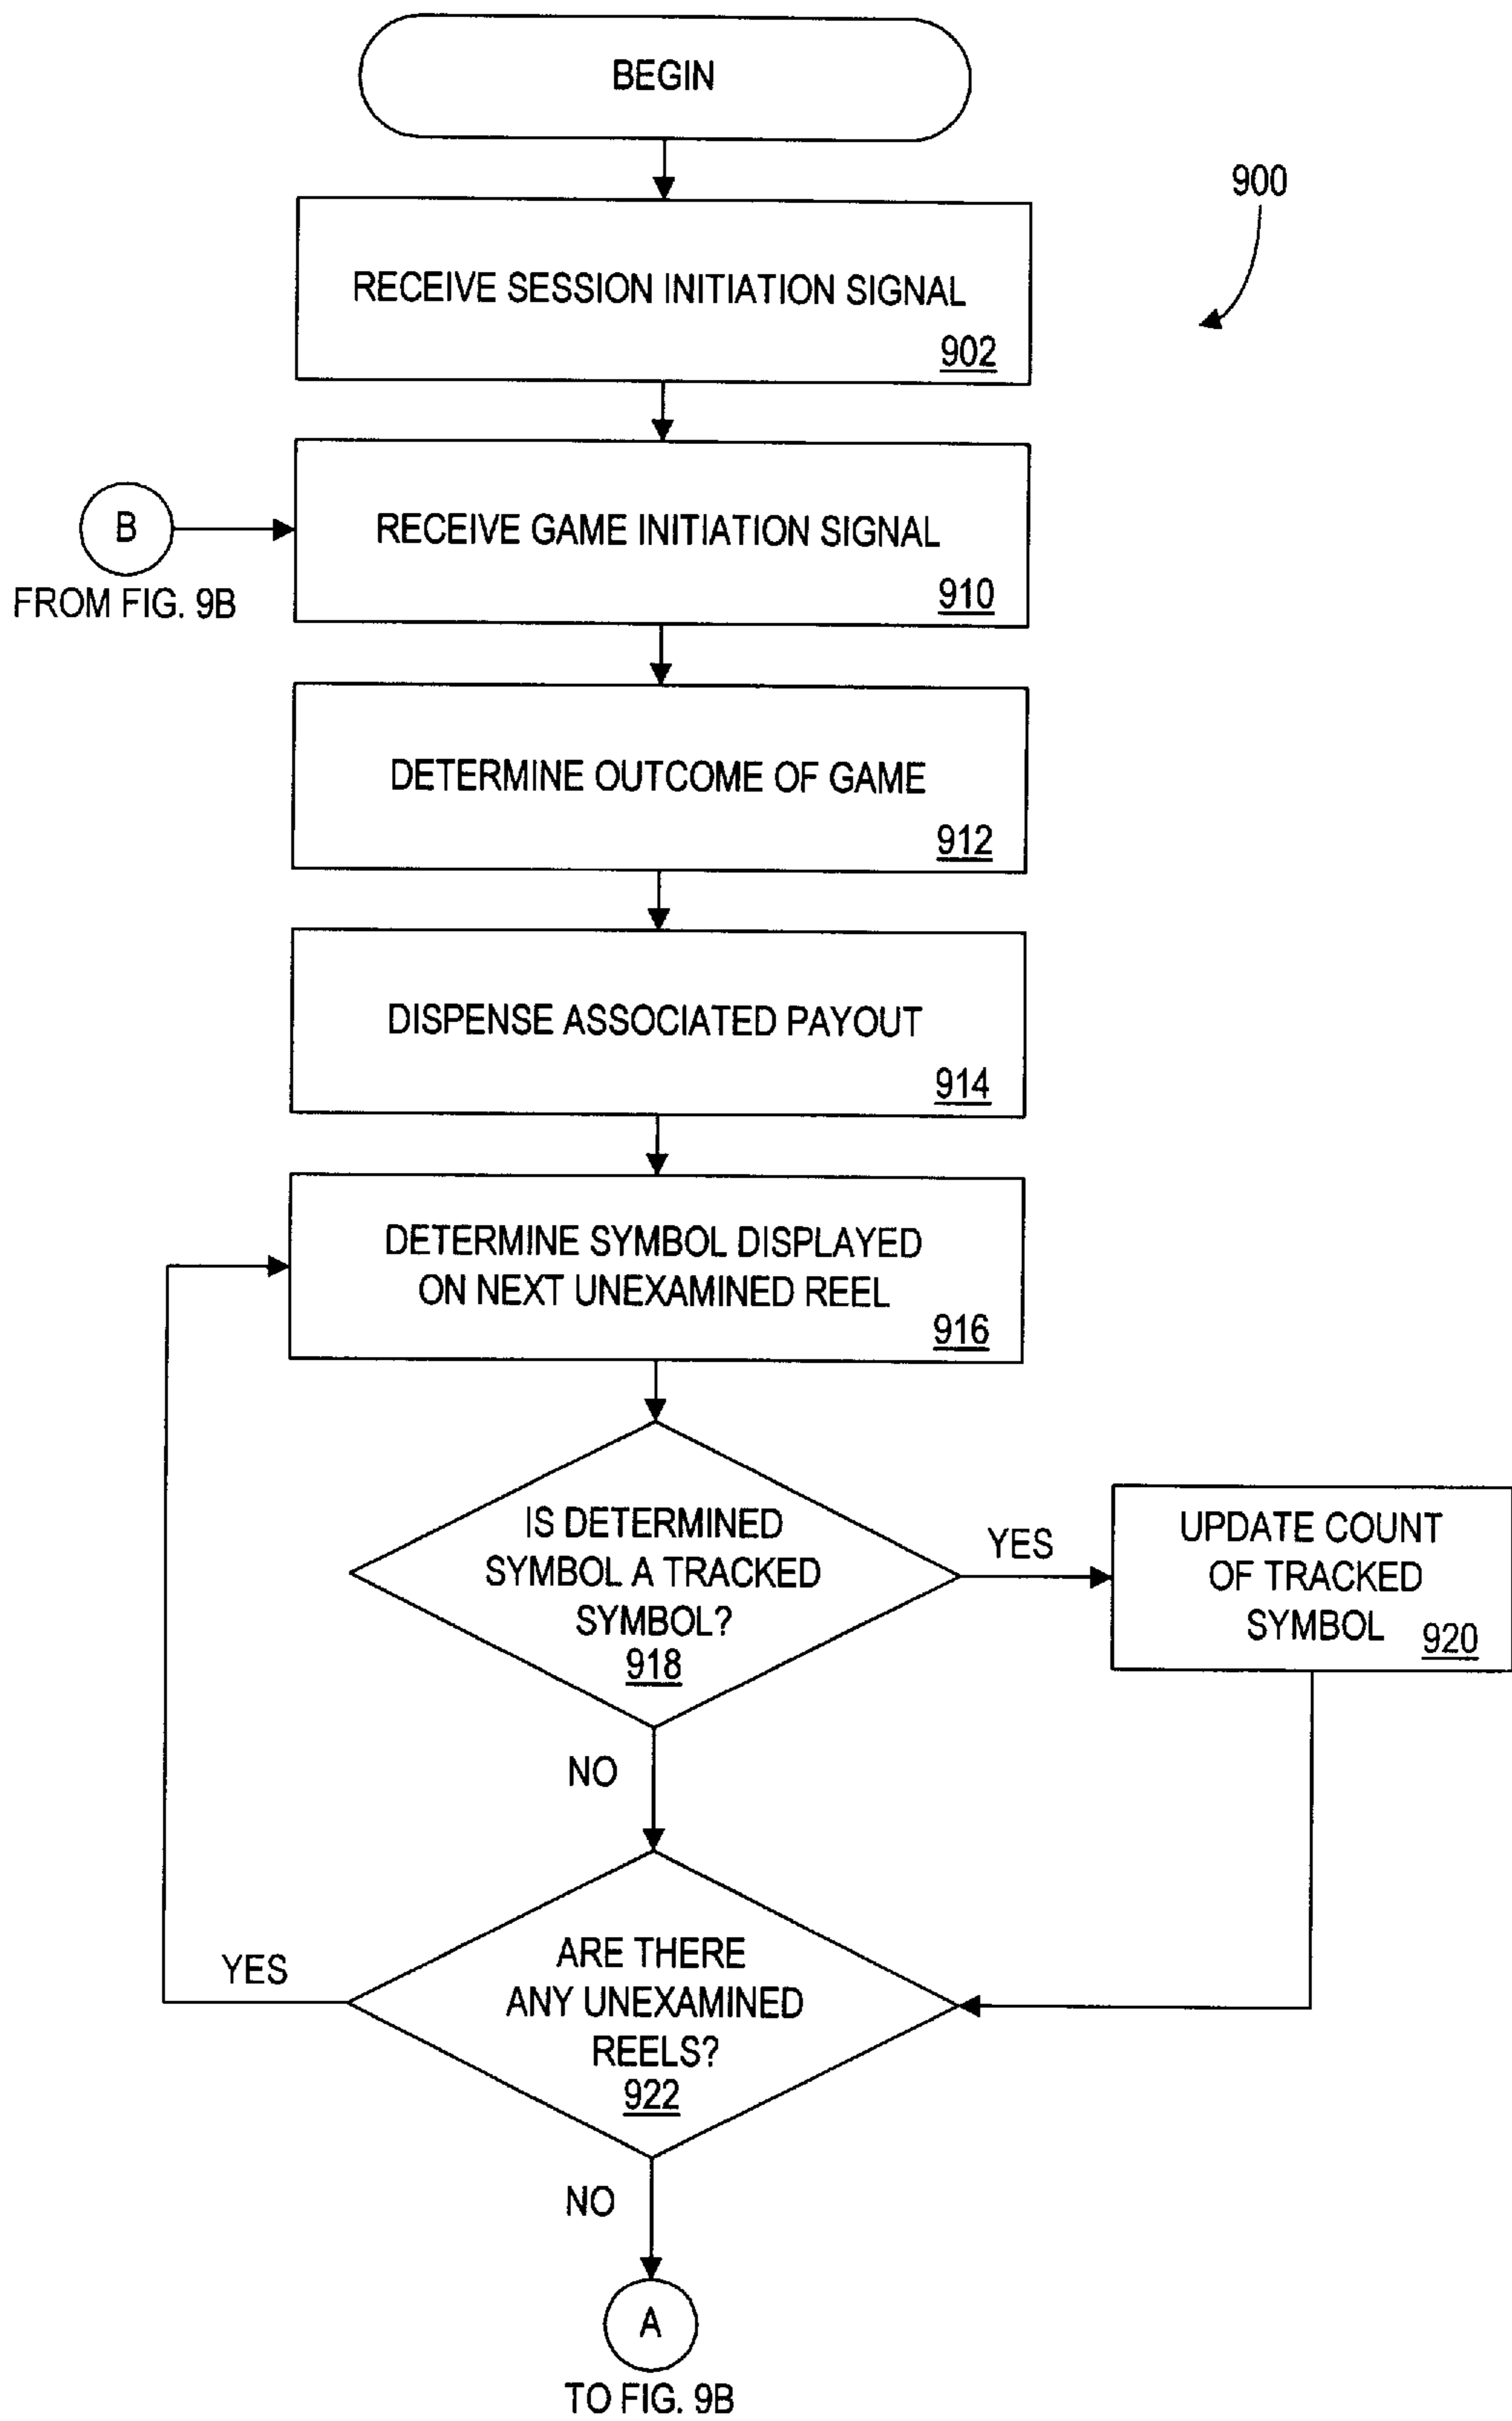 BEGIN
900
RECEIVE SESSION INITIATION SIGNAL
902
B
FROM FIG. 9B
RECEIVE GAME INITIATION SIGNAL
910
DETERMINE OUTCOME OF GAME
912
DISPENSE ASSOCIATED PAYOUT
914
DETERMINE SYMBOL DISPLAYED
ON NEXT UNEXAMINED REEL
916
IS DETERMINED
SYMBOL A TRACKED
SYMBOL?
918
YES
UPDATE COUNT
OF TRACKED
SYMBOL
920
NO
ARE THERE
ANY UNEXAMINED
REELS?
922
YES
NO
A
TO FIG. 9B